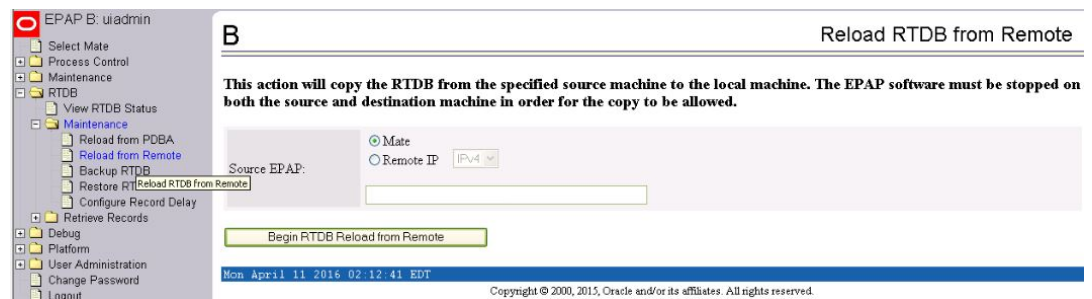 EPAP B: uiadmin
Select Mate
Process Control
Maintenance
RTDB
View RTDB Status
Maintenance
Reload from PDBA
Reload from Remote
Backup RTDB
Restore RT
Reload RTDB from Remote
Configure Record Delay
Retrieve Records
Debug
Platform
User Administration
Change Password
Logout
B
Reload RTDB from Remote
This action will copy the RTDB from the specified source machine to the local machine. The EPAP software must be stopped on
both the source and destination machine in order for the copy to be allowed.
Source EPAP:
Mate
Remote IP IPv4
Begin RTDB Reload from Remote
Mon April 11 2016 02:12:41 EDT
Copyright © 2000, 2015, Oracle and/or its affiliates. All rights reserved.